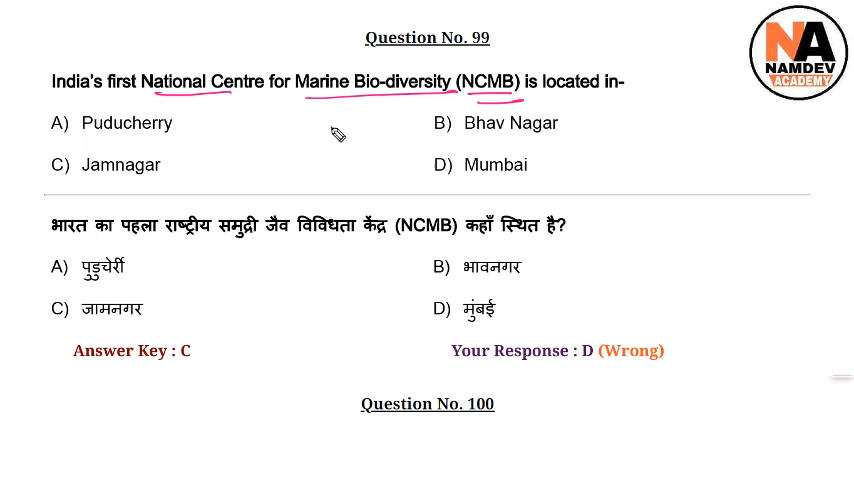 Question No. 99
NA
NAMDEV
ACADEMY
India's first National Centre for Marine Bio-diversity (NCMB) is located in-
A) Puducherry
B) Bhav Nagar
C) Jamnagar
D) Mumbai
भारत का पहला राष्ट्रीय समुद्री जैव विविधता केंद्र (NCMB) कहाँ स्थित है?
A) पुडुचेर्री
B) भावनगर
C) जामनगर
D) मुंबई
Answer Key : C
Your Response : D (Wrong)
Question No. 100